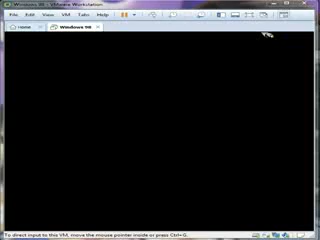 Windows 98 - VMware Workstation
File Edit View VM Tabs Help
Home Windows 98
To direct input to this VM, move the mouse pointer inside or press Ctrl+G.